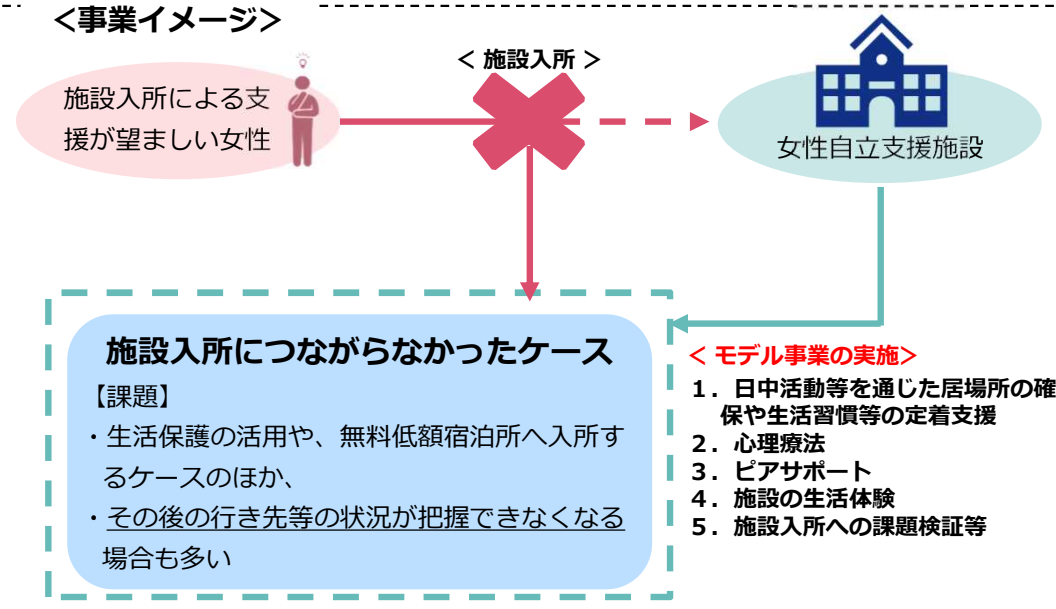 ＜事業イメージ＞
＜ 施設入所 ＞
施設入所による支
援が望ましい女性
女性自立支援施設
施設入所につながらなかったケース
【課題】
・生活保護の活用や、無料低額宿泊所へ入所す
るケースのほか、
・その後の行き先等の状況が把握できなくなる
場合も多い
＜ モデル事業の実施＞
１．日中活動等を通じた居場所の確
保や生活習慣等の定着支援
２．心理療法
３．ピアサポート
４．施設の生活体験
５．施設入所への課題検証等